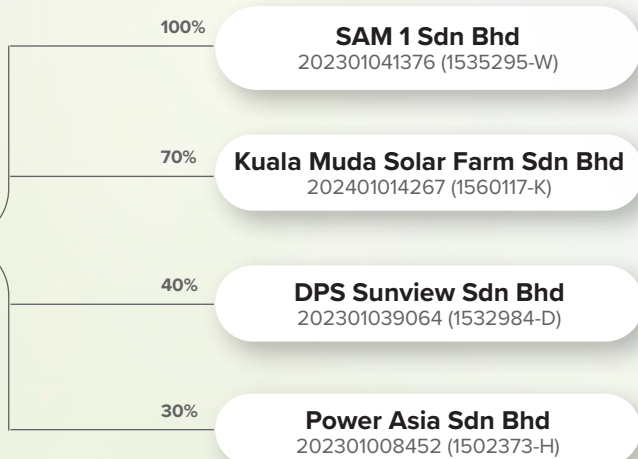 100%
SAM 1 Sdn Bhd
202301041376 (1535295-W)
70%
Kuala Muda Solar Farm Sdn Bhd
202401014267 (1560117-K)
40%
DPS Sunview Sdn Bhd
202301039064 (1532984-D)
30%
Power Asia Sdn Bhd
202301008452 (1502373-H)